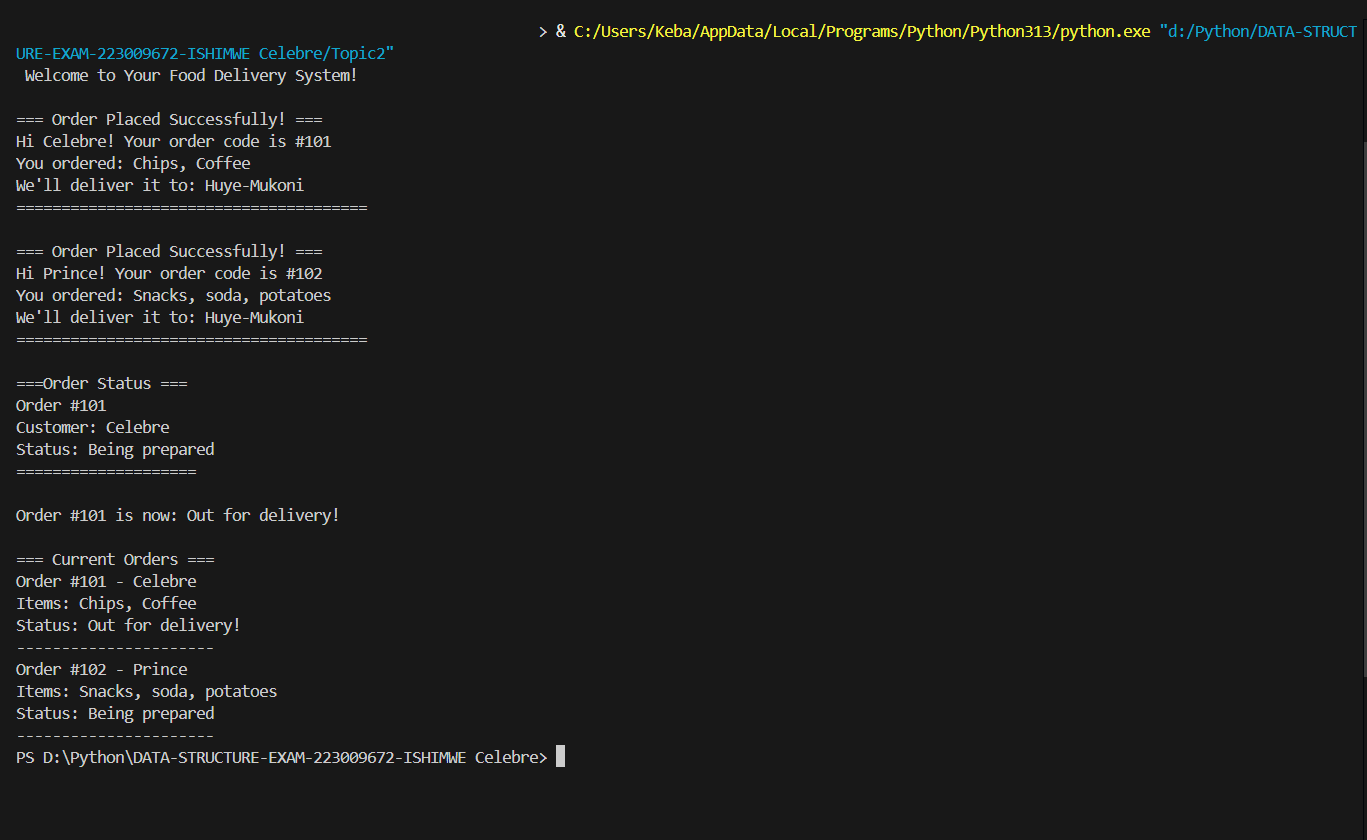 > & C:/Users/Keba/AppData/Local/Programs/Python/Python313/python.exe "d:/Python/DATA-STRUCT
URE-EXAM-223009672-ISHIMWE Celebre/Topic2"
Welcome to Your Food Delivery System!
=== Order Placed Successfully! ===
Hi Celebre! Your order code is #101
You ordered: Chips, Coffee
We'll deliver it to: Huye-Mukoni
=======================================
=== Order Placed Successfully! ===
Hi Prince! Your order code is #102
You ordered: Snacks, soda, potatoes
We'll deliver it to: Huye-Mukoni
=======================================
===Order Status ===
Order #101
Customer: Celebre
Status: Being prepared
====================
Order #101 is now: Out for delivery!
=== Current Orders ===
Order #101 - Celebre
Items: Chips, Coffee
Status: Out for delivery!
----------------------
Order #102 - Prince
Items: Snacks, soda, potatoes
Status: Being prepared
----------------------
PS D:\Python\DATA-STRUCTURE-EXAM-223009672-ISHIMWE Celebre>